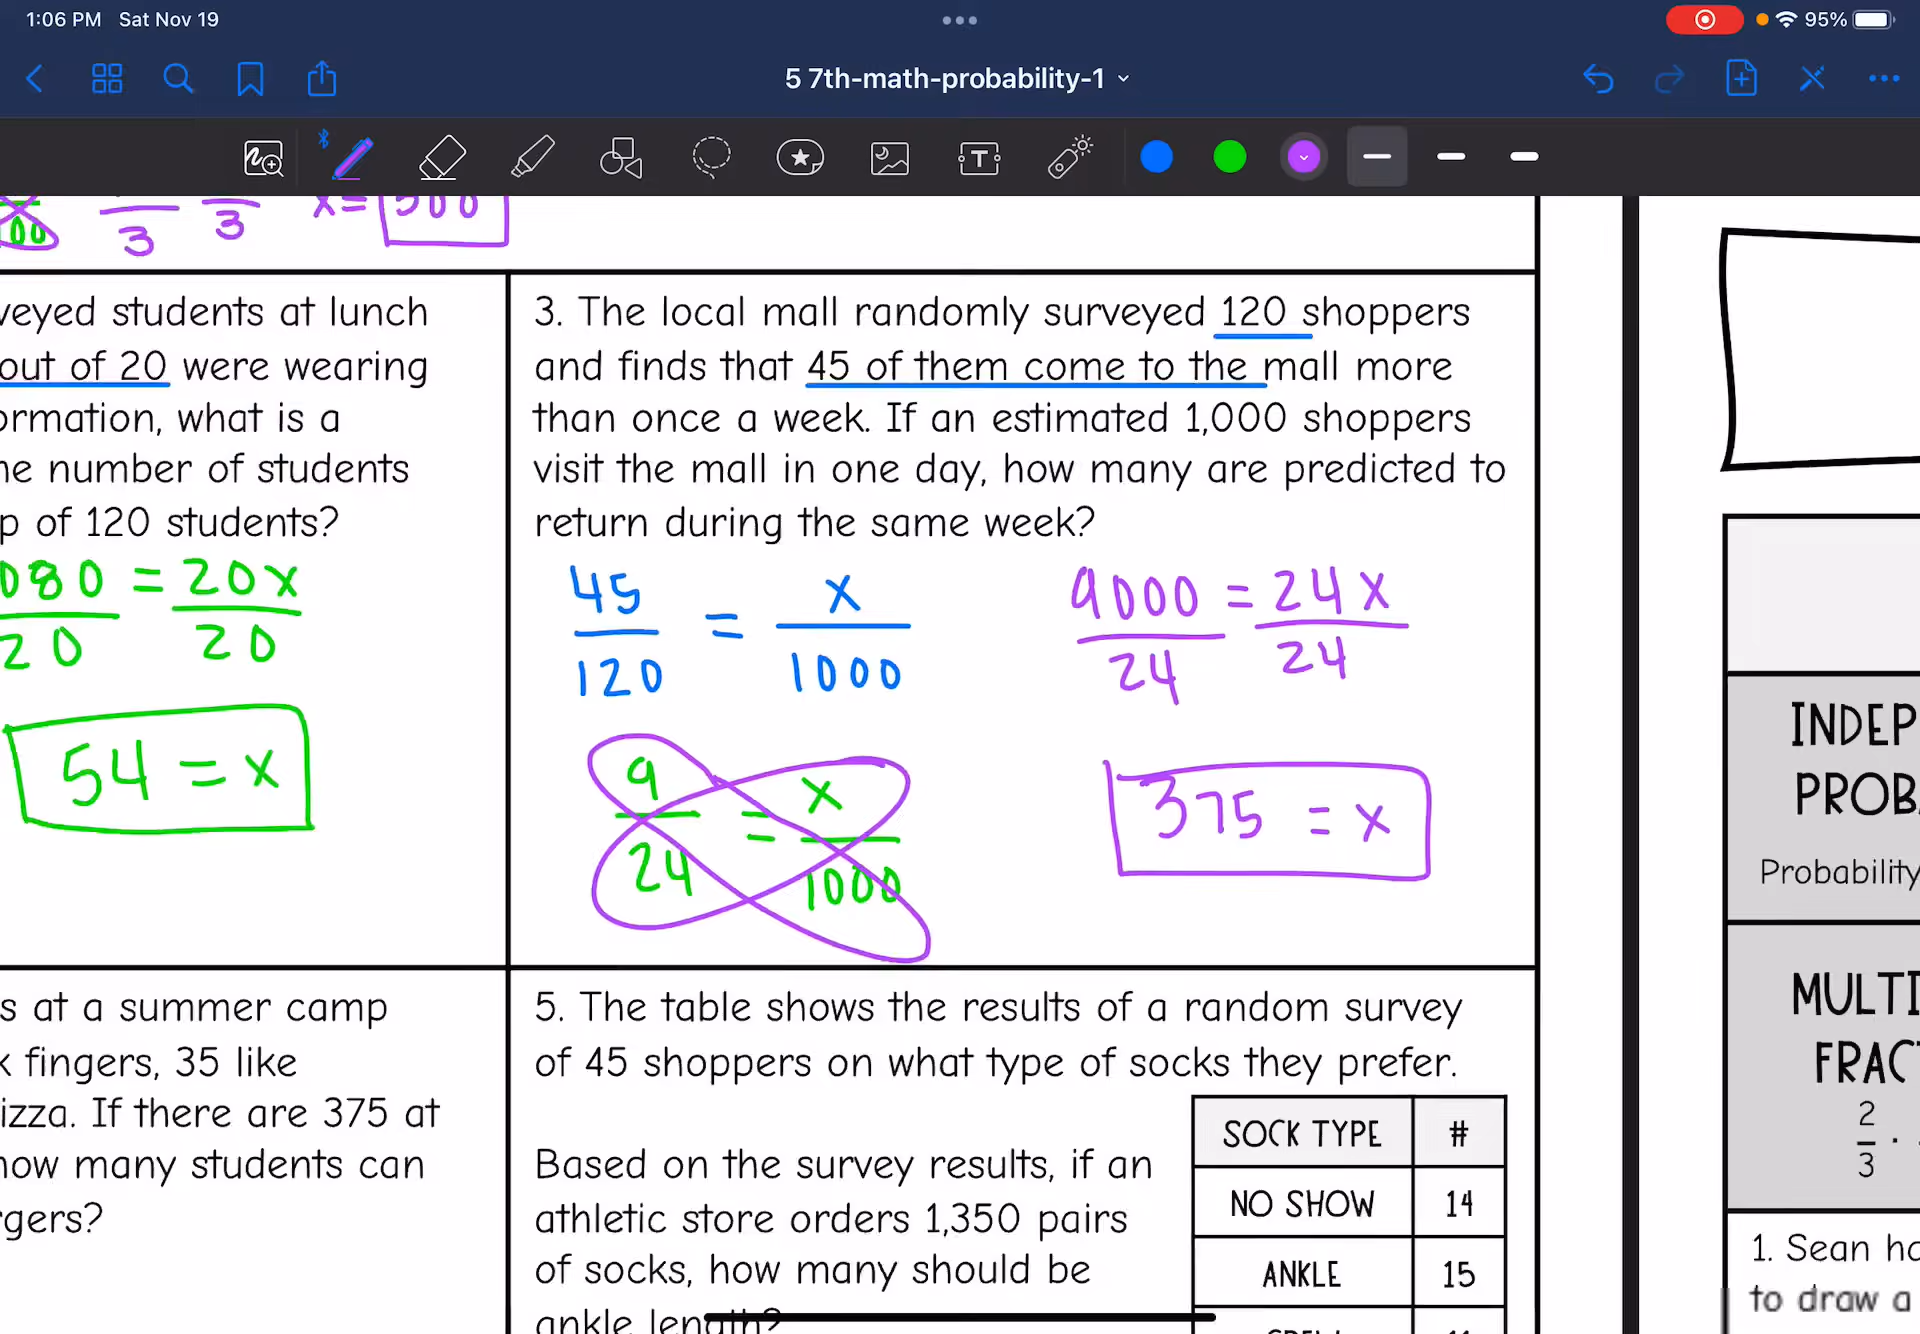 1:06 PM Sat Nov 19
95%
5 7th-math-probability-1
T
00
3
3
x = 500
veyed students at lunch
out of 20 were wearing
ormation, what is a
he number of students
p of 120 students?
080 = 20x
20 20
54 = x
3. The local mall randomly surveyed 120 shoppers
and finds that 45 of them come to the mall more
than once a week. If an estimated 1,000 shoppers
visit the mall in one day, how many are predicted to
return during the same week?
45 = x
120 1000
9 = x
24 1000
9000 = 24x
24 24
375 = x
s at a summer camp
k fingers, 35 like
izza. If there are 375 at
how many students can
rgers?
5. The table shows the results of a random survey
of 45 shoppers on what type of socks they prefer.
Based on the survey results, if an
athletic store orders 1,350 pairs
of socks, how many should be
ankle length?
SOCK TYPE #
NO SHOW 14
ANKLE 15
CREW 11
INDEP
PROB
Probability
MULTI
FRAC
2
3 ·
1. Sean ha
to draw a